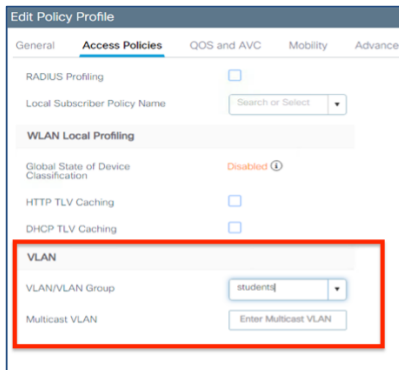 Edit Policy Profile
General Access Policies QOS and AVC Mobility Advance
RADIUS Profiling
Local Subscriber Policy Name Search or Select
WLAN Local Profiling
Global State of Device Classification Disabled
HTTP TLV Caching
DHCP TLV Caching
VLAN
VLAN/VLAN Group students
Multicast VLAN Enter Multicast VLAN